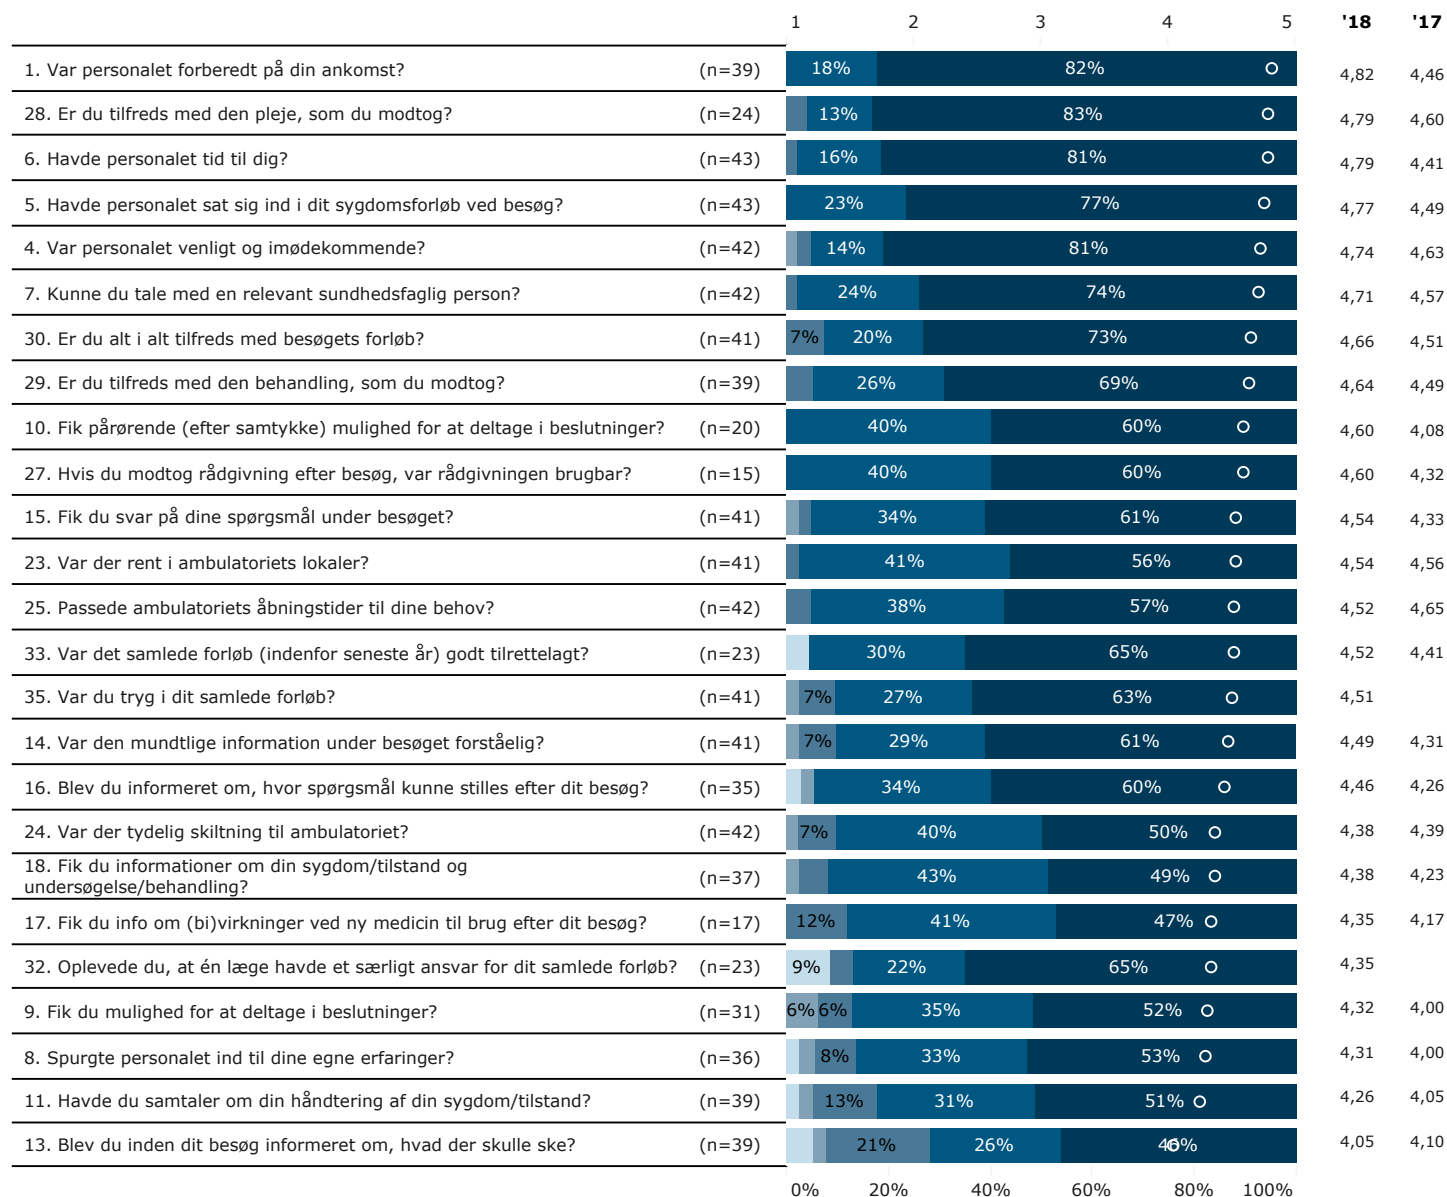 1 2 3 4 5 '18 '17
1. Var personalet forberedt på din ankomst? (n=39) 18% 82% 4,82 4,46
28. Er du tilfreds med den pleje, som du modtog? (n=24) 13% 83% 4,79 4,60
6. Havde personalet tid til dig? (n=43) 16% 81% 4,79 4,41
5. Havde personalet sat sig ind i dit sygdomsforløb ved besøg? (n=43) 23% 77% 4,77 4,49
4. Var personalet venligt og imødekommende? (n=42) 14% 81% 4,74 4,63
7. Kunne du tale med en relevant sundhedsfaglig person? (n=42) 24% 74% 4,71 4,57
30. Er du alt i alt tilfreds med besøgets forløb? (n=41) 7% 20% 73% 4,66 4,51
29. Er du tilfreds med den behandling, som du modtog? (n=39) 26% 69% 4,64 4,49
10. Fik pårørende (efter samtykke) mulighed for at deltage i beslutninger? (n=20) 40% 60% 4,60 4,08
27. Hvis du modtog rådgivning efter besøg, var rådgivningen brugbar? (n=15) 40% 60% 4,60 4,32
15. Fik du svar på dine spørgsmål under besøget? (n=41) 34% 61% 4,54 4,33
23. Var der rent i ambulatoriets lokaler? (n=41) 41% 56% 4,54 4,56
25. Passede ambulatoriets åbningstider til dine behov? (n=42) 38% 57% 4,52 4,65
33. Var det samlede forløb (indenfor seneste år) godt tilrettelagt? (n=23) 30% 65% 4,52 4,41
35. Var du tryg i dit samlede forløb? (n=41) 7% 27% 63% 4,51
14. Var den mundtlige information under besøget forståelig? (n=41) 7% 29% 61% 4,49 4,31
16. Blev du informeret om, hvor spørgsmål kunne stilles efter dit besøg? (n=35) 34% 60% 4,46 4,26
24. Var der tydelig skiltning til ambulatoriet? (n=42) 7% 40% 50% 4,38 4,39
18. Fik du informationer om din sygdom/tilstand og
undersøgelse/behandling? (n=37) 43% 49% 4,38 4,23
17. Fik du info om (bi)virkninger ved ny medicin til brug efter dit besøg? (n=17) 12% 41% 47% 4,35 4,17
32. Oplevede du, at én læge havde et særligt ansvar for dit samlede forløb? (n=23) 9% 22% 65% 4,35
9. Fik du mulighed for at deltage i beslutninger? (n=31) 6% 6% 35% 52% 4,32 4,00
8. Spurgte personalet ind til dine egne erfaringer? (n=36) 8% 33% 53% 4,31 4,00
11. Havde du samtaler om din håndtering af din sygdom/tilstand? (n=39) 13% 31% 51% 4,26 4,05
13. Blev du inden dit besøg informeret om, hvad der skulle ske? (n=39) 21% 26% 46% 4,05 4,10
0% 20% 40% 60% 80% 100%